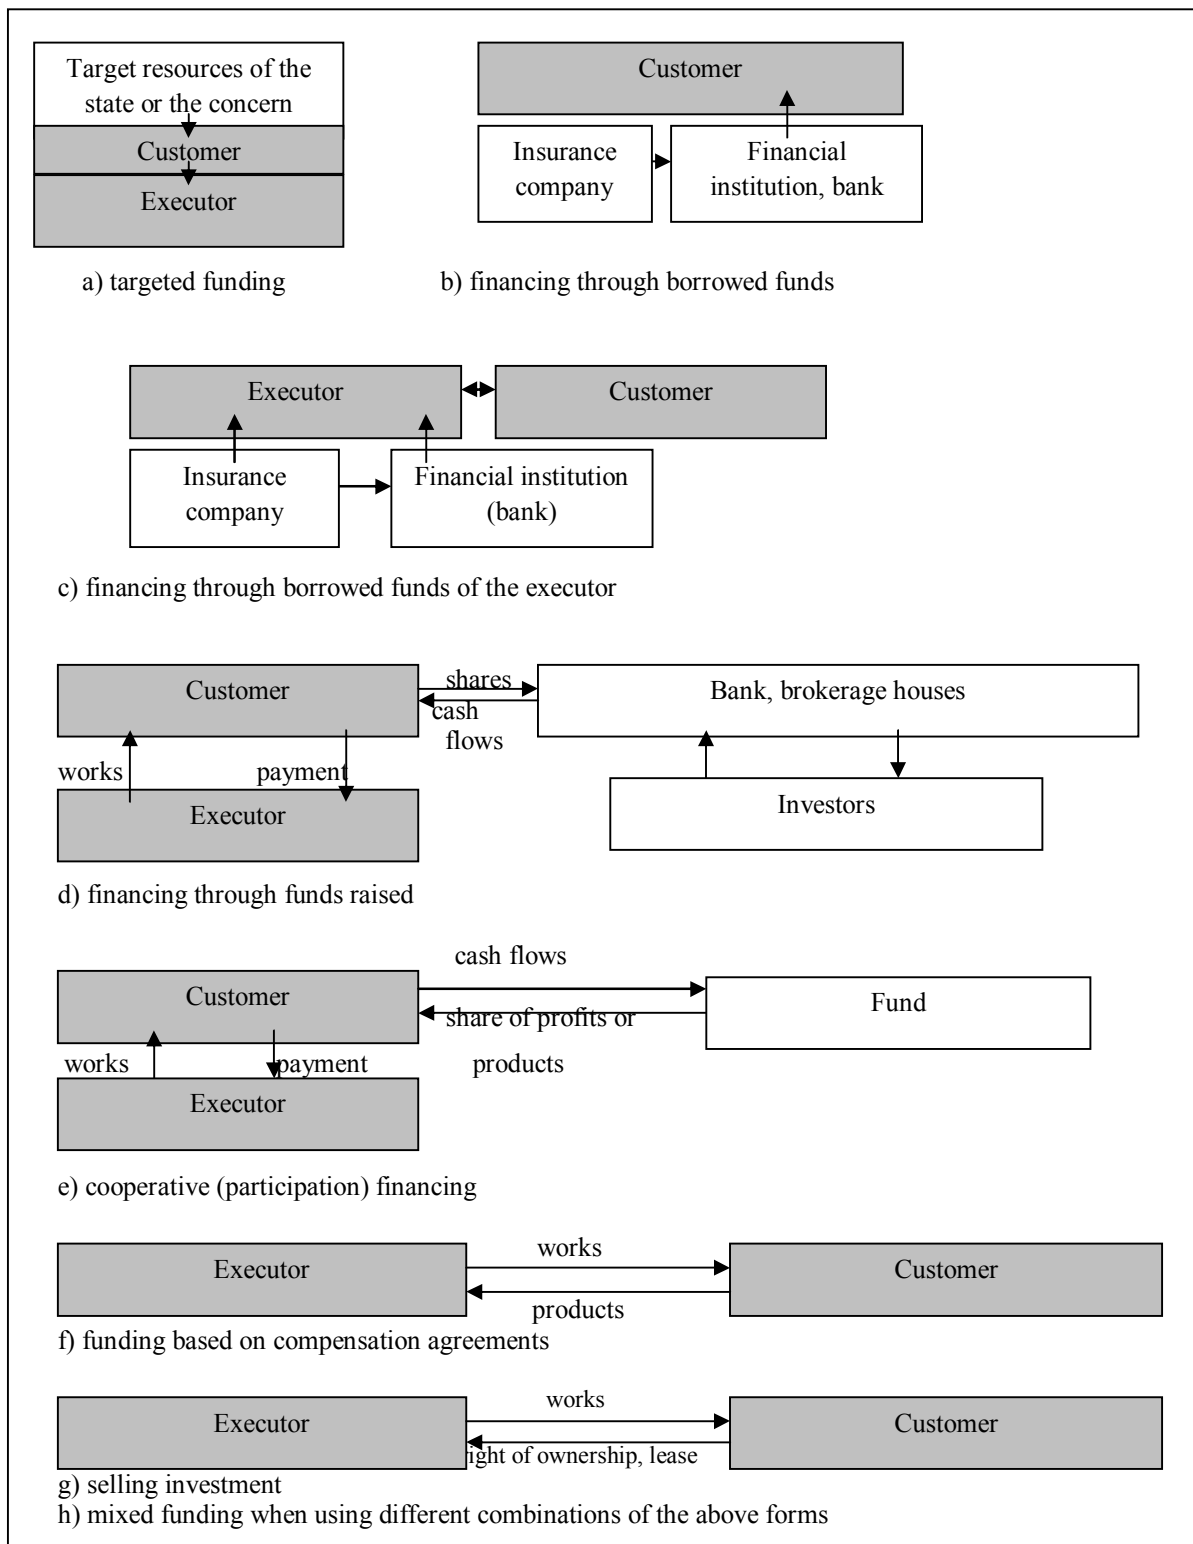 Target resources of the
state or the concern
Customer
Executor
a) targeted funding
Customer
Insurance
company
Financial
institution, bank
b) financing through borrowed funds
Executor
Customer
Insurance
company
Financial institution
(bank)
c) financing through borrowed funds of the executor
Customer
shares
cash
flows
Bank, brokerage houses
works
payment
Executor
Investors
d) financing through funds raised
cash flows
Customer
share of profits or
products
Fund
works
payment
Executor
e) cooperative (participation) financing
Executor
works
products
Customer
f) funding based on compensation agreements
Executor
works
right of ownership, lease
Customer
g) selling investment
h) mixed funding when using different combinations of the above forms